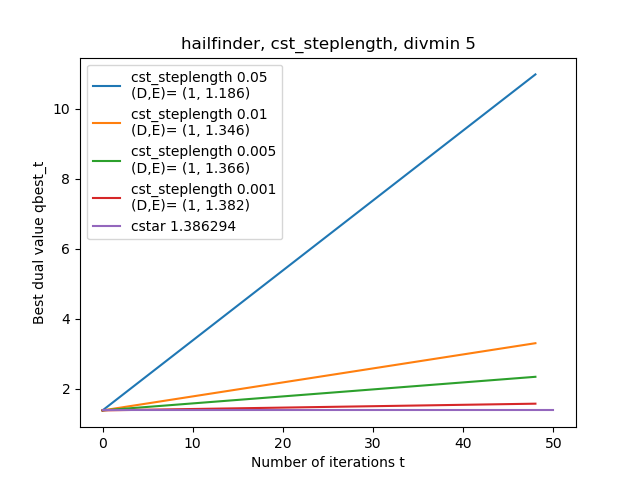 hailfinder, cst_steplength, divmin 5
cst_steplength 0.05
(D,E)= (1, 1.186)
cst_steplength 0.01
(D,E)= (1, 1.346)
cst_steplength 0.005
(D,E)= (1, 1.366)
cst_steplength 0.001
(D,E)= (1, 1.382)
cstar 1.386294
Best dual value qbest_t
10
8
6
4
2
0 10 20 30 40 50
Number of iterations t